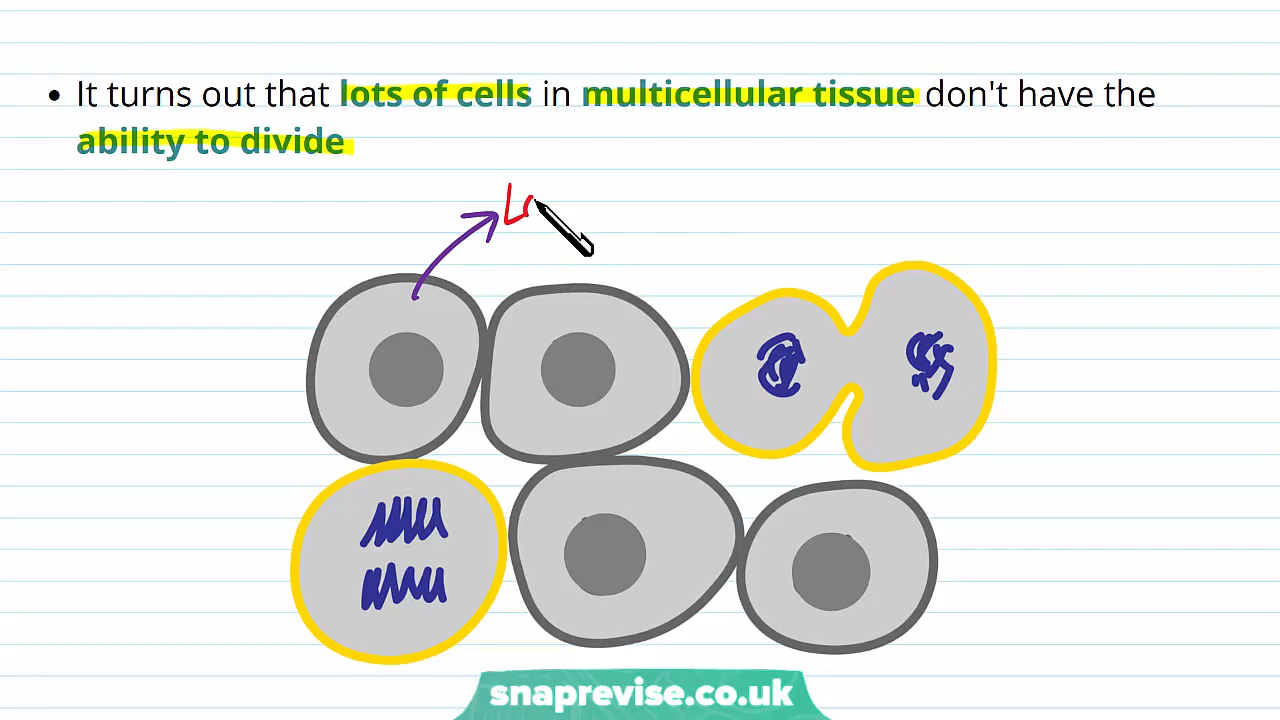 It turns out that lots of cells in multicellular tissue don't have the
ability to divide
snaprevise.co.uk